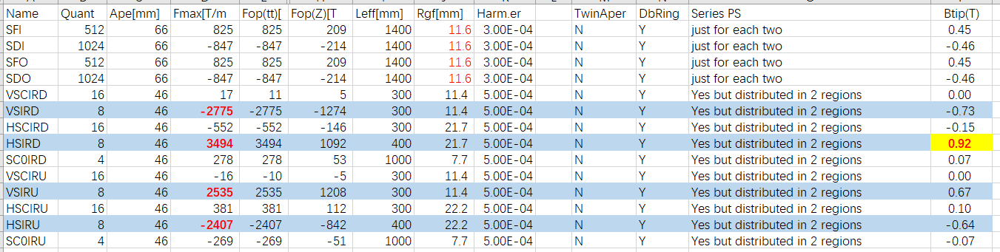 Name Quant Ape[mm] Fmax[T/m Fop(tt)[ Fop(Z)[T Leff[mm] Rgf[mm] Harm.er TwinAper DbRing Series PS Btip(T)
SFI 512 66 825 825 209 1400 11.6 3.00E-04 N Y just for each two 0.45
SDI 1024 66 -847 -847 -214 1400 11.6 3.00E-04 N Y just for each two -0.46
SFO 512 66 825 825 209 1400 11.6 3.00E-04 N Y just for each two 0.45
SDO 1024 66 -847 -847 -214 1400 11.6 3.00E-04 N Y just for each two -0.46
VSCIRD 16 46 17 11 5 300 11.4 5.00E-04 N Y Yes but distributed in 2 regions 0.00
VSIRD 8 46 -2775 -2775 -1274 300 11.4 5.00E-04 N Y Yes but distributed in 2 regions -0.73
HSCIRD 16 46 -552 -552 -146 300 21.7 5.00E-04 N Y Yes but distributed in 2 regions -0.15
HSIRD 8 46 3494 3494 1092 400 21.7 5.00E-04 N Y Yes but distributed in 2 regions 0.92
SC0IRD 4 46 278 278 53 1000 7.7 5.00E-04 N Y Yes but distributed in 2 regions 0.07
VSCIRU 16 46 -16 -10 -5 300 11.4 5.00E-04 N Y Yes but distributed in 2 regions 0.00
VSIRU 8 46 2535 2535 1208 300 11.4 5.00E-04 N Y Yes but distributed in 2 regions 0.67
HSCIRU 16 46 381 381 112 300 22.2 5.00E-04 N Y Yes but distributed in 2 regions 0.10
HSIRU 8 46 -2407 -2407 -842 400 22.2 5.00E-04 N Y Yes but distributed in 2 regions -0.64
SC0IRU 4 46 -269 -269 -51 1000 7.7 5.00E-04 N Y Yes but distributed in 2 regions -0.07